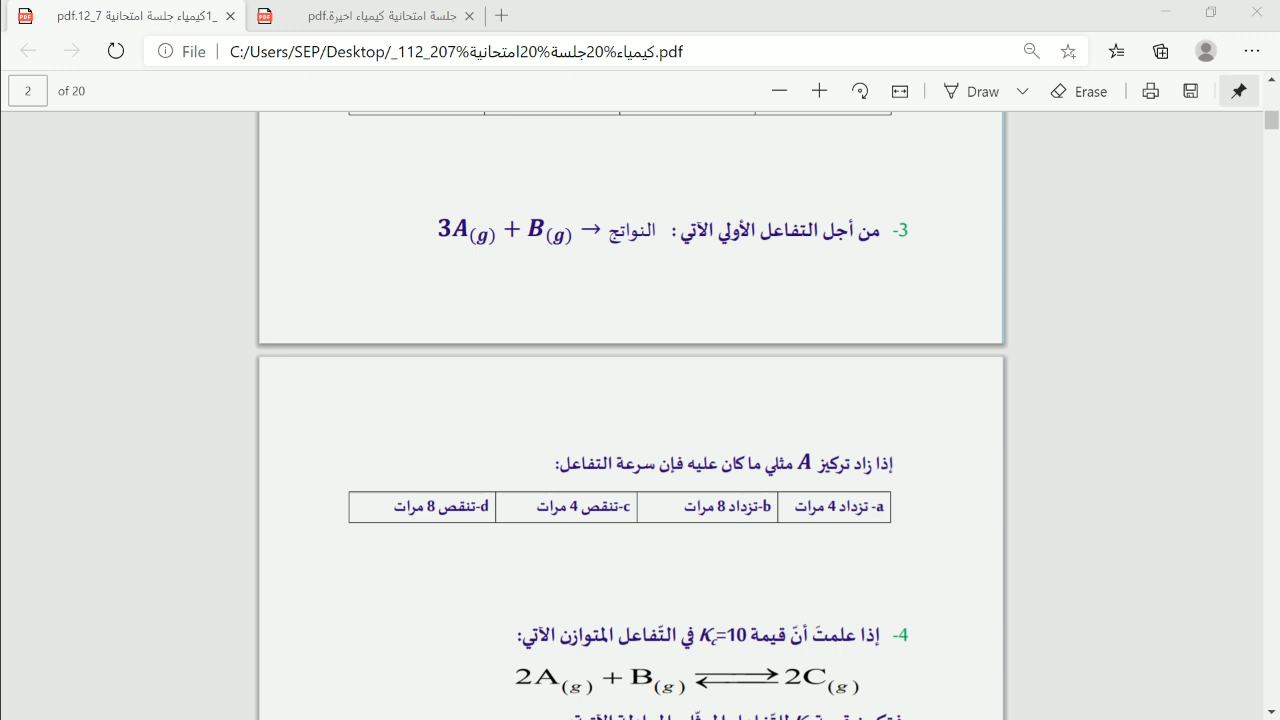 1_كيمياء جلسة امتحانية 7_12.pdf
جلسة امتحانية كيمياء اخيرة.pdf
File C:/Users/SEP/Desktop/_112_207%امتحانية%20جلسة%20كيمياء.pdf
2 of 20
Draw Erase
3- من أجل التفاعل الأولي الآتي : 3A(g) + B(g) → النواتج
إذا زاد تركيز A مثلي ما كان عليه فإن سرعة التفاعل:
a- تزداد 4 مرات b-تزداد 8 مرات c-تنقص 4 مرات d-تنقص 8 مرات
4- إذا علمتَ أنّ قيمة Kc=10 في التّفاعل المتوازن الآتي:
2A(g) + B(g) ⇌ 2C(g)